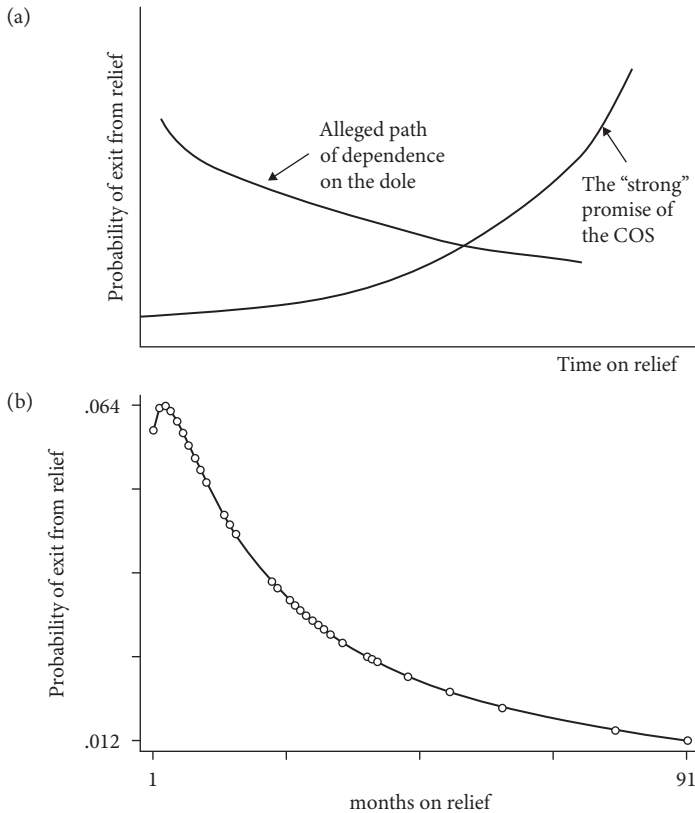 (a)
Probability of exit from relief
Alleged path
of dependence
on the dole
The “strong”
promise of
the COS
Time on relief
(b)
Probability of exit from relief
.064
.012
1
91
months on relief